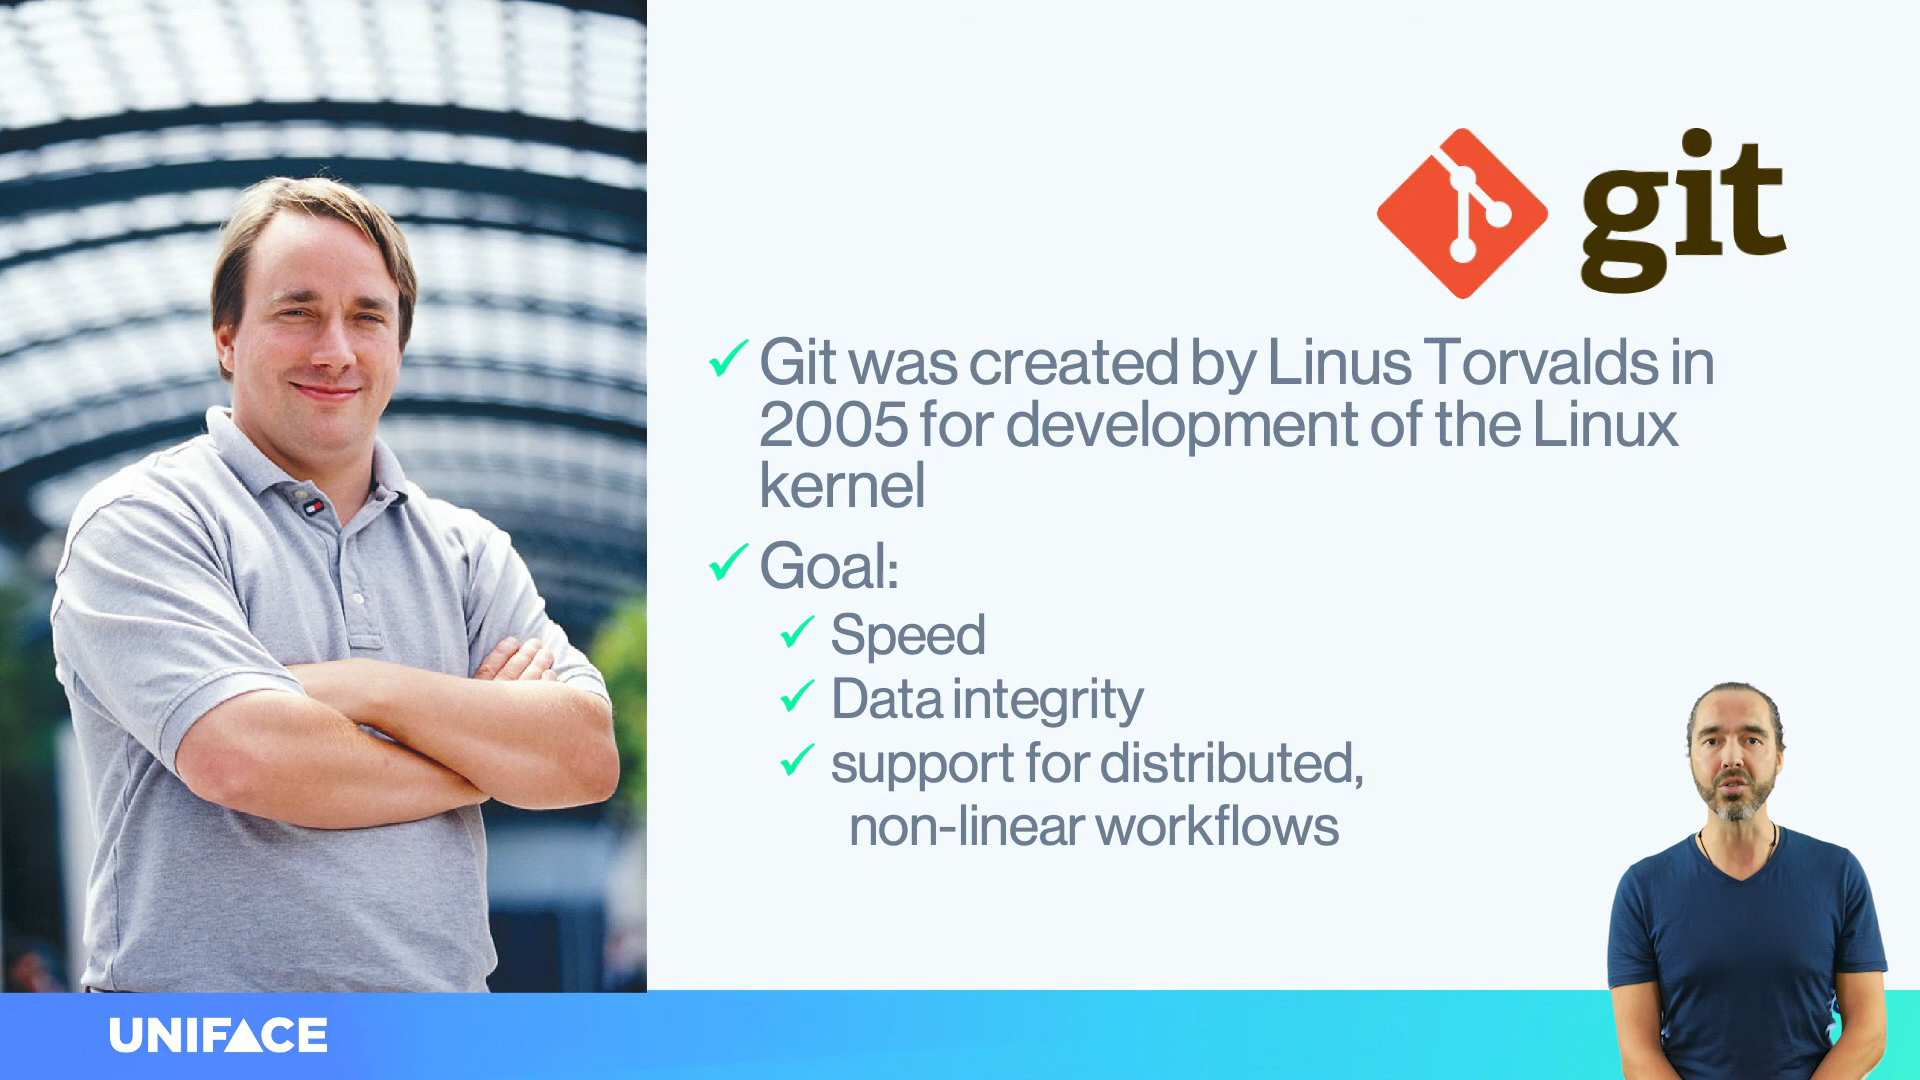 git
Git was created by Linus Torvalds in
2005 for development of the Linux
kernel
Goal:
Speed
Data integrity
support for distributed,
non-linear workflows
UNIFACE